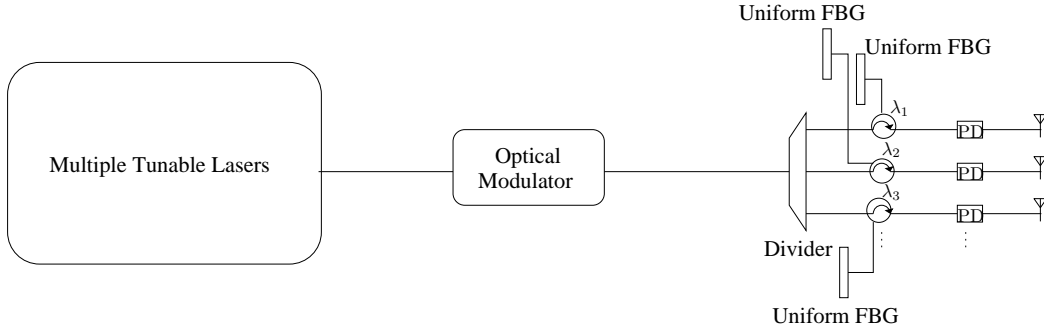 Uniform FBG
Uniform FBG
λ₁
PD
Multiple Tunable Lasers
Optical
Modulator
λ₂
PD
λ₃
PD
Divider
Uniform FBG